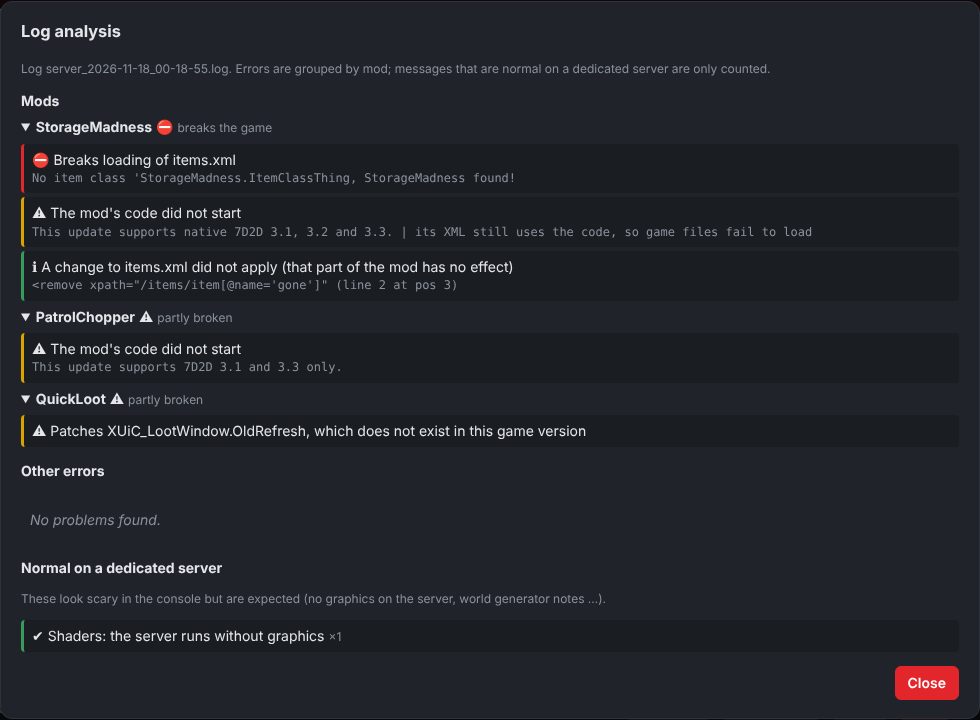 Log analysis
Log server_2026-11-18_00-18-55.log. Errors are grouped by mod; messages that are normal on a dedicated server are only counted.
Mods
▼ StorageMadness ⛔ breaks the game
⛔ Breaks loading of items.xml
No item class 'StorageMadness.ItemClassThing, StorageMadness found!
⚠ The mod's code did not start
This update supports native 7D2D 3.1, 3.2 and 3.3. | its XML still uses the code, so game files fail to load
ℹ A change to items.xml did not apply (that part of the mod has no effect)
<remove xpath="/items/item[@name='gone']" (line 2 at pos 3)
▼ PatrolChopper ⚠ partly broken
⚠ The mod's code did not start
This update supports 7D2D 3.1 and 3.3 only.
▼ QuickLoot ⚠ partly broken
⚠ Patches XUiC_LootWindow.OldRefresh, which does not exist in this game version
Other errors
No problems found.
Normal on a dedicated server
These look scary in the console but are expected (no graphics on the server, world generator notes ...).
✔ Shaders: the server runs without graphics ×1
Close